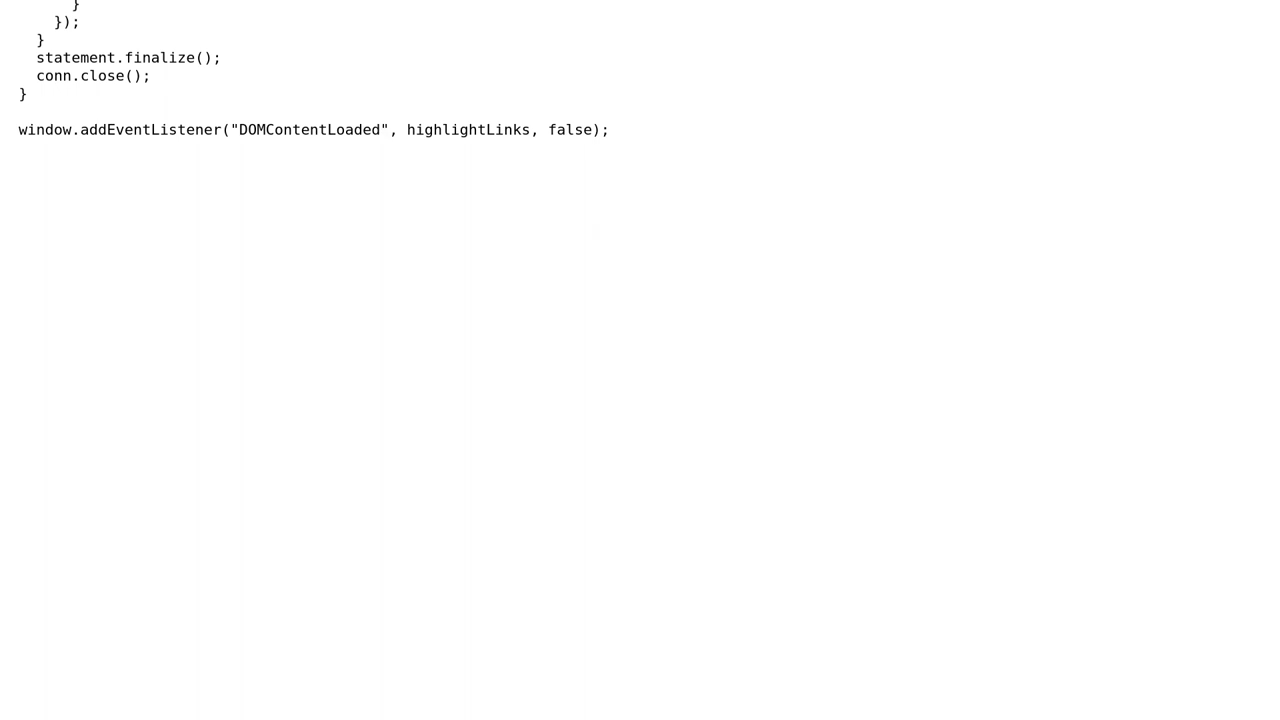 }
    });
  }
  statement.finalize();
  conn.close();
}

window.addEventListener("DOMContentLoaded", highlightLinks, false);